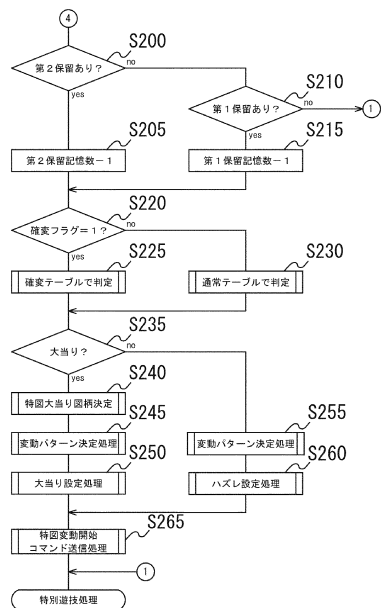 4
S200
第2保留あり?
no
yes
S210
第1保留あり?
no
1
yes
S205
第2保留記憶数−1
S215
第1保留記憶数−1
S220
確変フラグ=1?
no
yes
S225
確変テーブルで判定
S230
通常テーブルで判定
S235
大当り?
no
yes
S240
特図大当り図柄決定
S245
変動パターン決定処理
S255
変動パターン決定処理
S250
大当り設定処理
S260
ハズレ設定処理
S265
特図変動開始
コマンド送信処理
1
特別遊技処理